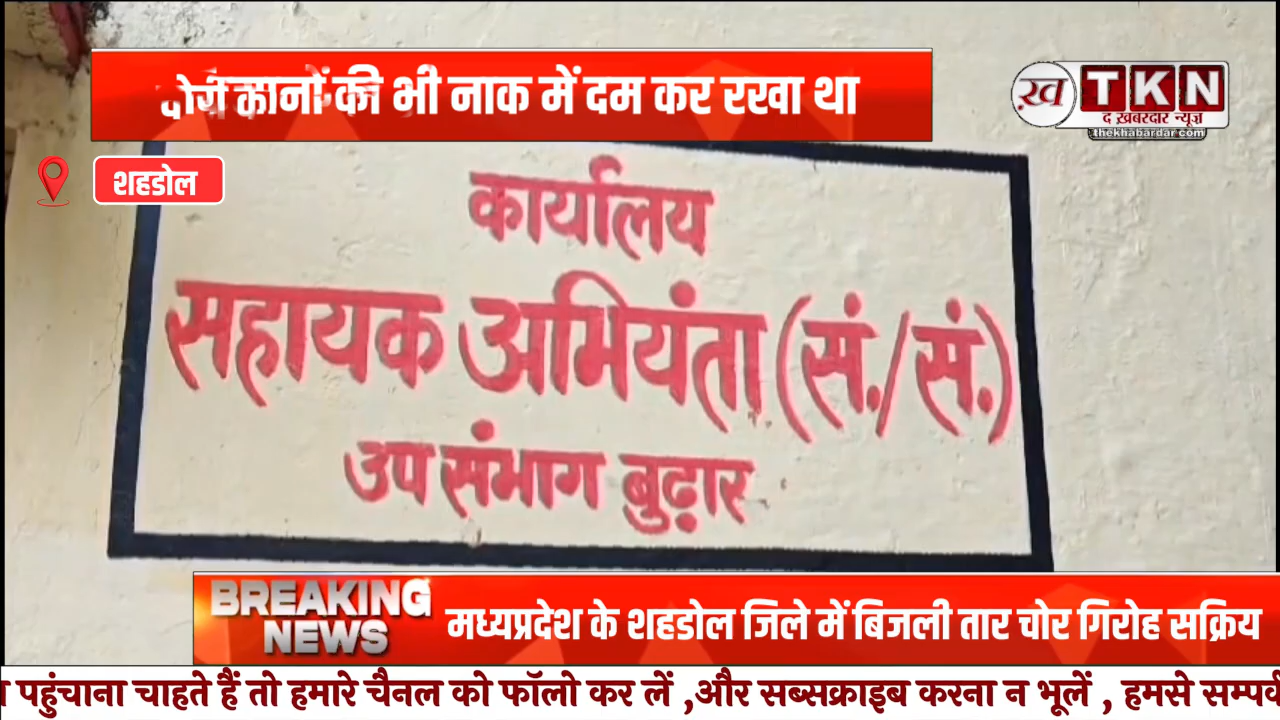 की भी नाक में दम कर रखा था
ख़ TKN
द ख़बरदार न्यूज़
thekhabardar.com
शहडोल
कार्यालय
सहायक अभियंता (सं./सं.)
उप संभाग बुढ़ार
BREAKING NEWS
मध्यप्रदेश के शहडोल जिले में बिजली तार चोर गिरोह सक्रिय
पहुंचाना चाहते हैं तो हमारे चैनल को फॉलो कर लें ,और सब्सक्राइब करना न भूलें , हमसे